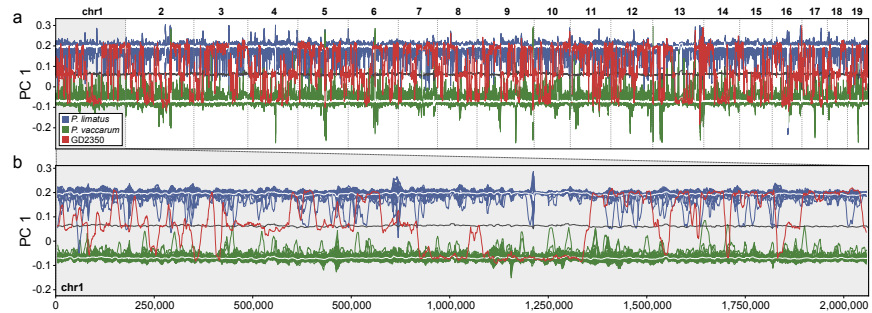 chr1 2 3 4 5 6 7 8 9 10 11 12 13 14 15 16 17 18 19
a
0.3
0.2
0.1
0
-0.1
-0.2
PC 1
P. limatus
P. vaccarum
GD2350
b
0.3
0.2
0.1
0
-0.1
-0.2
PC 1
chr1
0 250,000 500,000 500,000 1,000,000 1,250,000 1,500,000 1,750,000 2,000,000